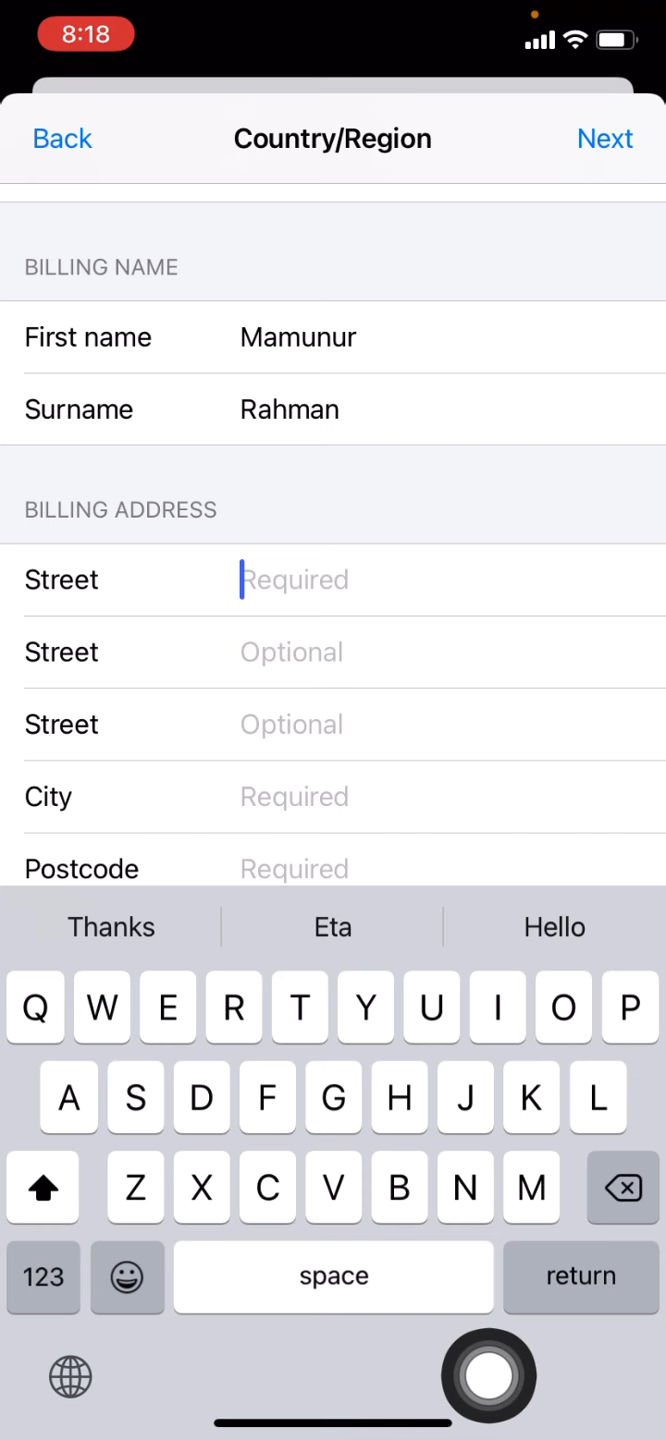 8:18
Back Country/Region Next
BILLING NAME
First name Mamunur
Surname Rahman
BILLING ADDRESS
Street Required
Street Optional
Street Optional
City Required
Postcode Required
Thanks Eta Hello
Q W E R T Y U I O P
A S D F G H J K L
Z X C V B N M
123 space return